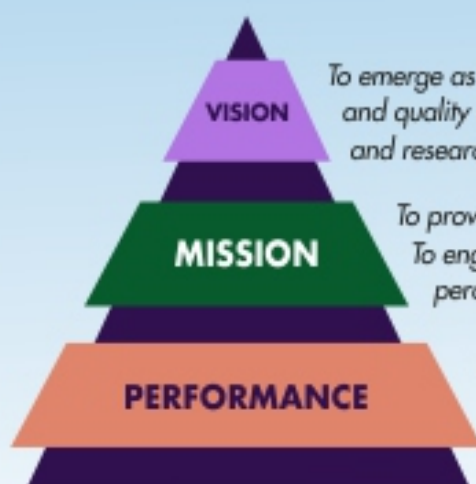 VISION
To emerge as
and quality
and researc
MISSION
To prov
To eng
perc
PERFORMANCE